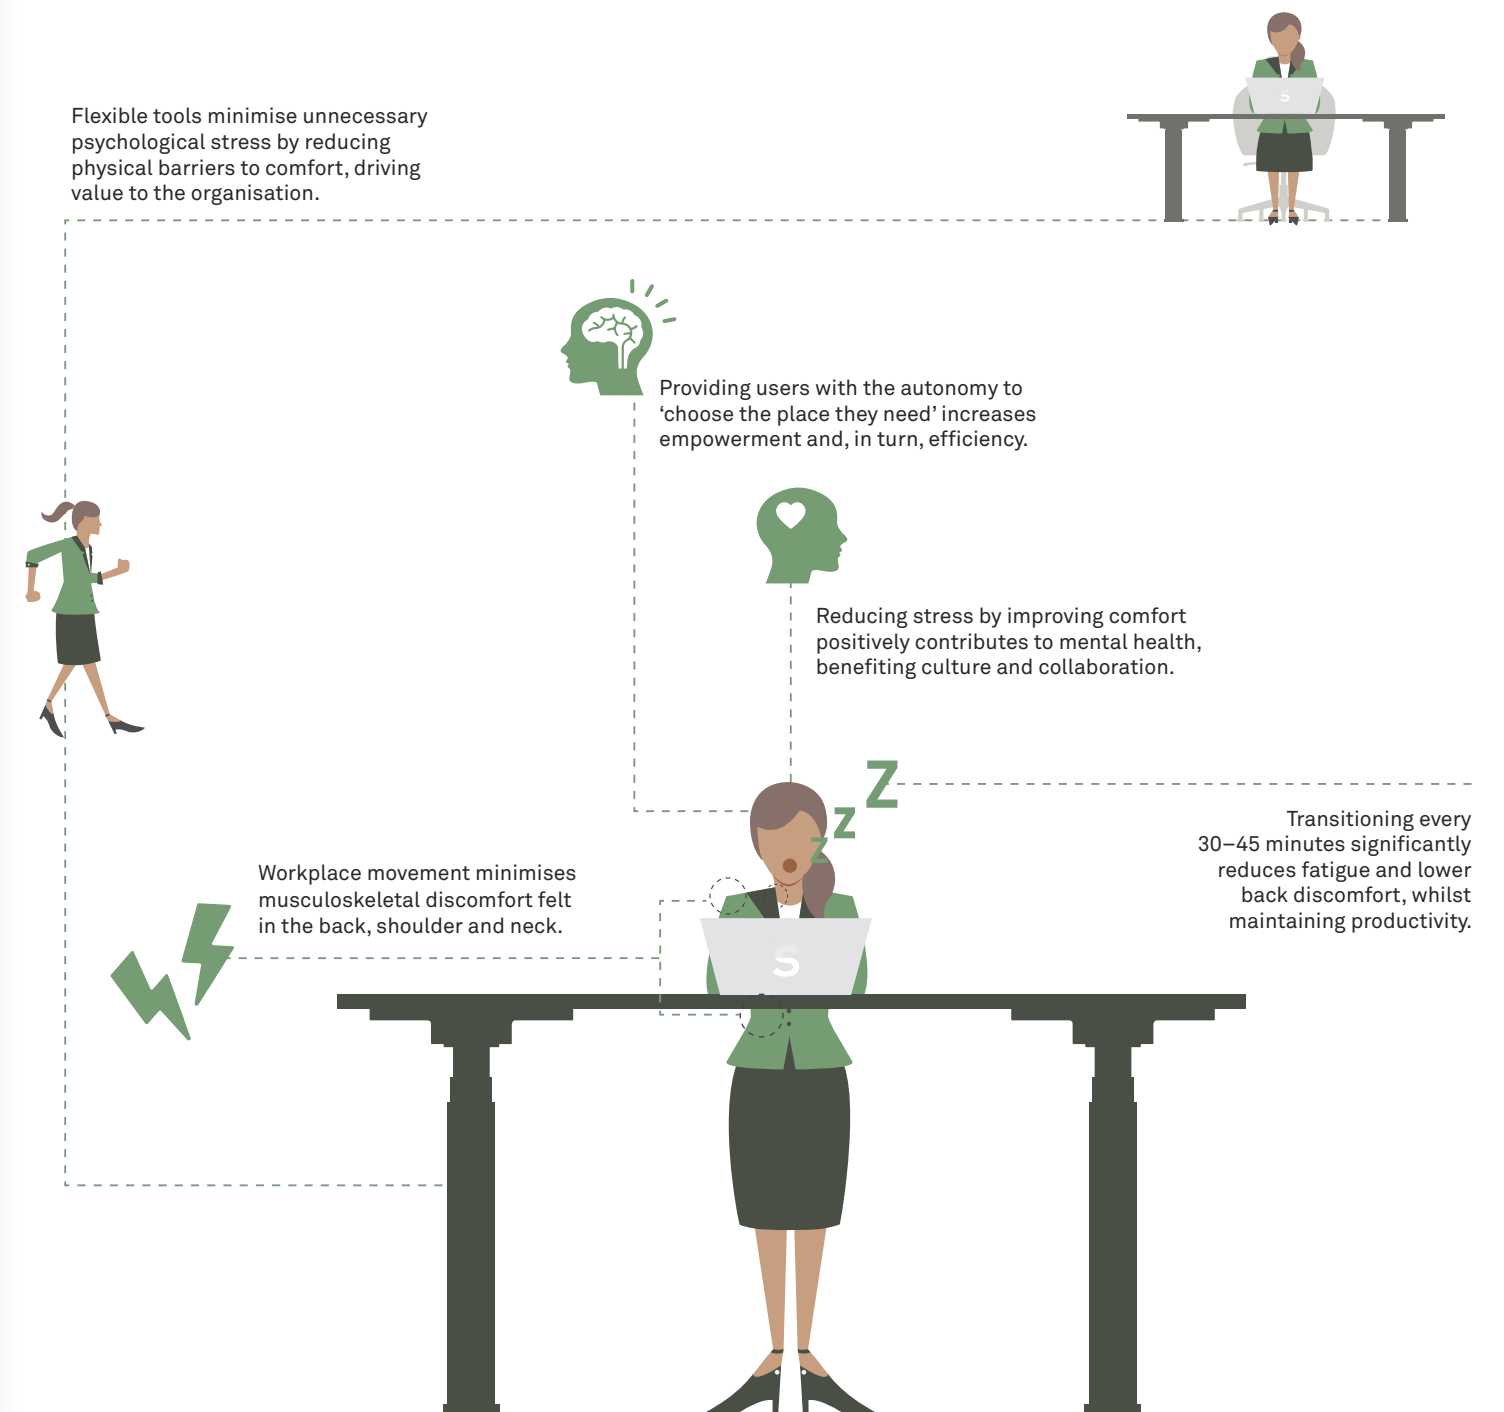 Flexible tools minimise unnecessary
psychological stress by reducing
physical barriers to comfort, driving
value to the organisation.
S
Providing users with the autonomy to
‘choose the place they need’ increases
empowerment and, in turn, efficiency.
Reducing stress by improving comfort
positively contributes to mental health,
benefiting culture and collaboration.
Z
z
z
Transitioning every
30–45 minutes significantly
reduces fatigue and lower
back discomfort, whilst
maintaining productivity.
Workplace movement minimises
musculoskeletal discomfort felt
in the back, shoulder and neck.
S